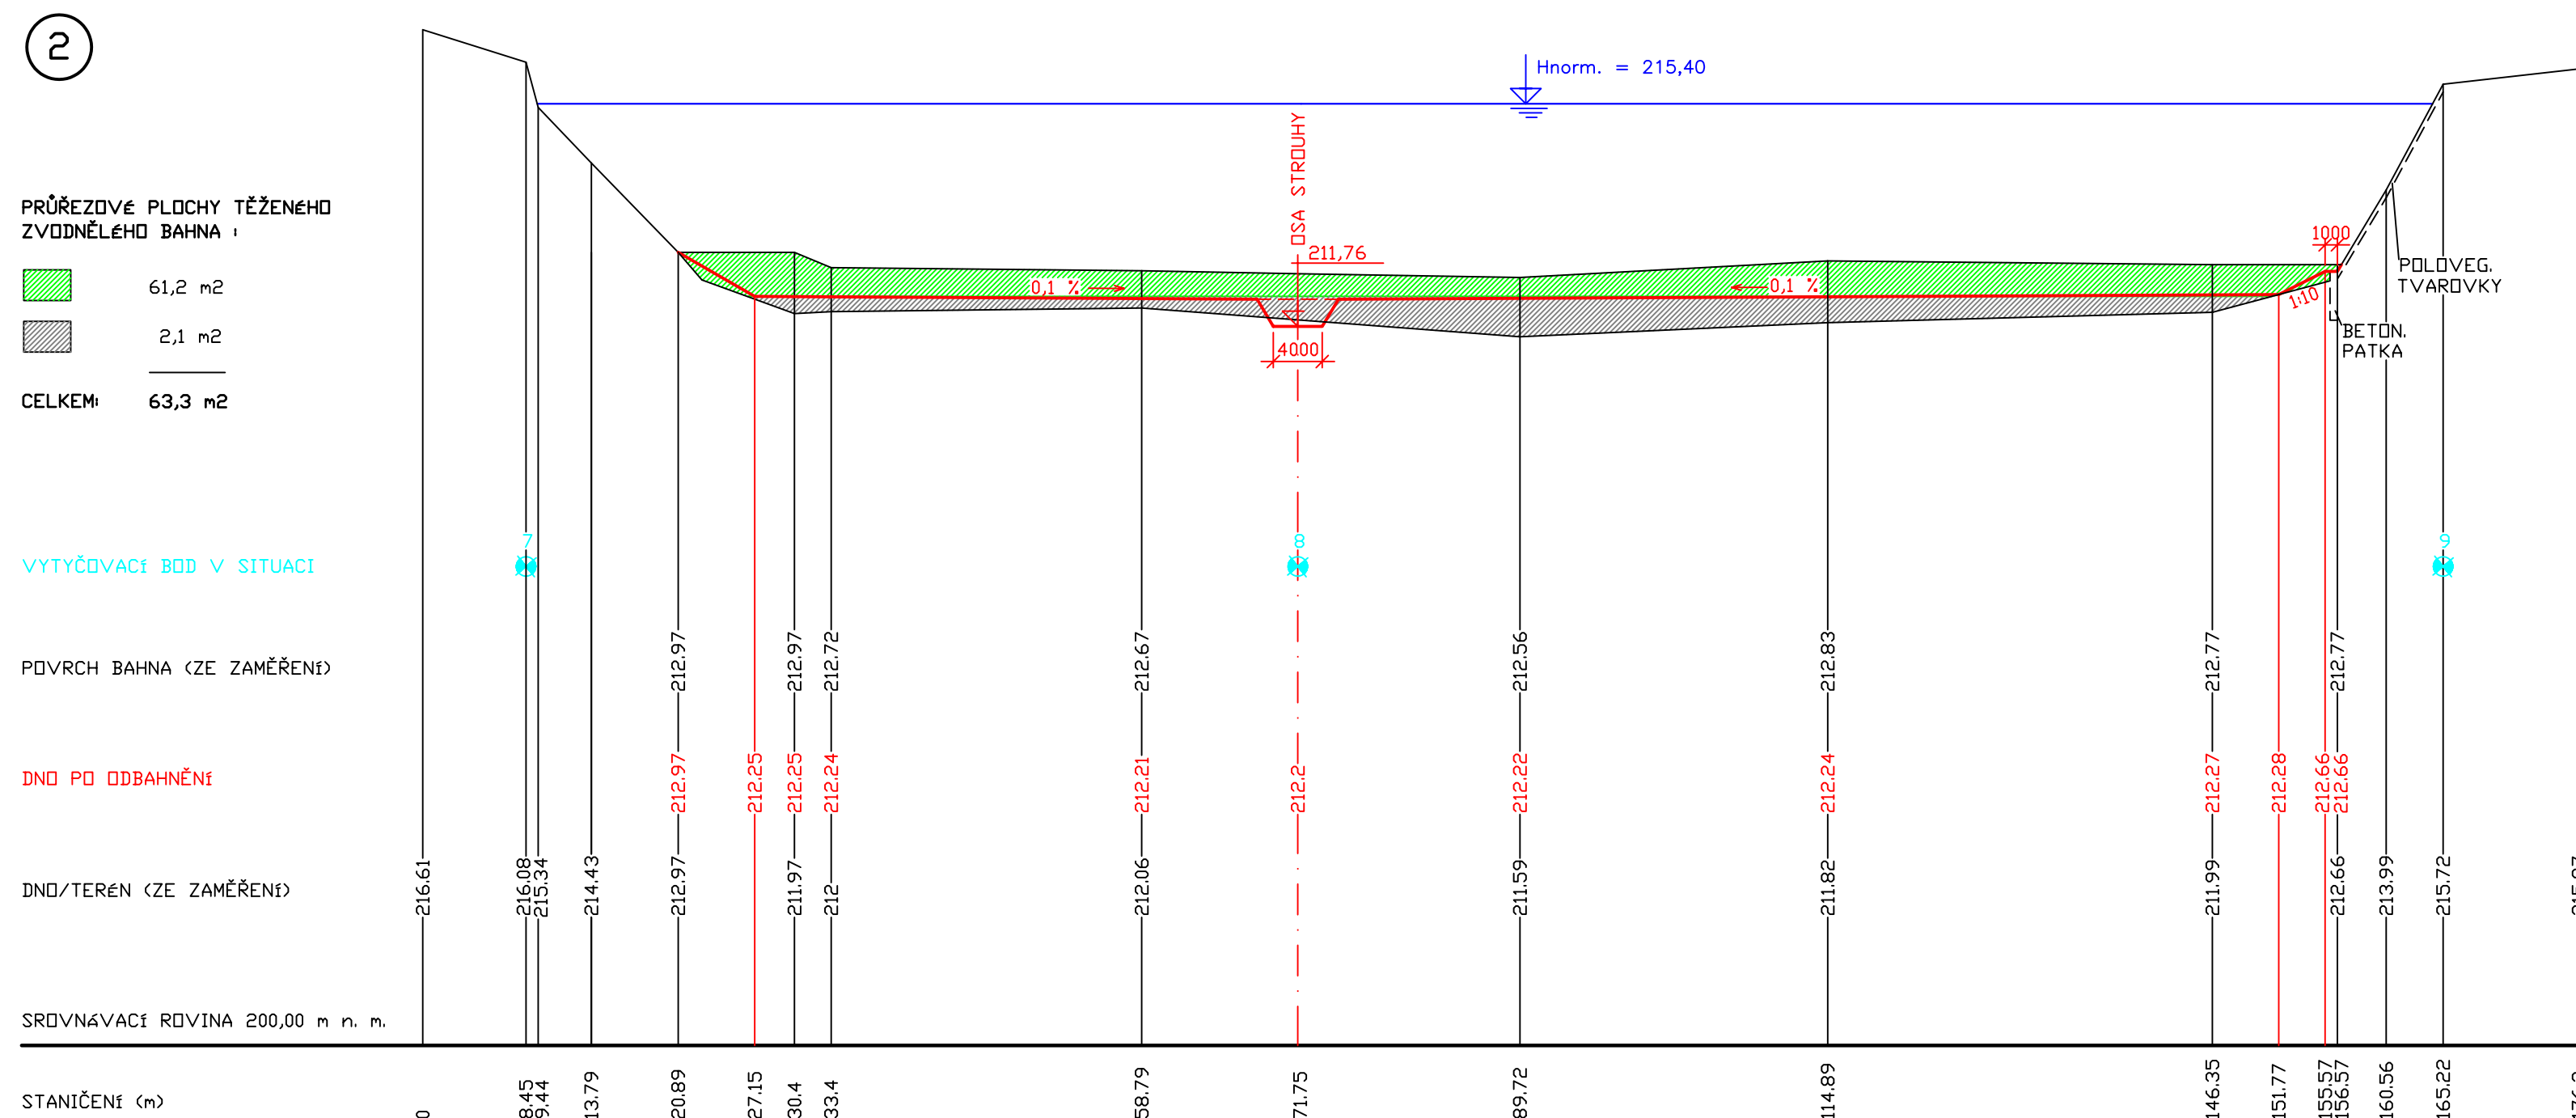 2
Hnorm. = 215,40
OSA STROUHY
PRŮŘEZOVÉ PLOCHY TĚŽENÉHO
ZVODNĚLÉHO BAHNA :
61,2 m2
2,1 m2
CELKEM: 63,3 m2
211,76
0,1 %
0,1 %
4000
1000
1:10
POLOVEG.
TVAROVKY
BETON.
PATKA
VYTYČOVACÍ BOD V SITUACI 7 8 9
POVRCH BAHNA (ZE ZAMĚŘENÍ) 212.97 212.97 212.72 212.67 212.56 212.83 212.77 212.77
DNO PO ODBAHNĚNÍ 212.97 212.25 212.25 212.24 212.21 212.2 212.22 212.24 212.27 212.28 212.66 212.66
DNO/TERÉN (ZE ZAMĚŘENÍ) 216.61 216.08 215.34 214.43 212.97 211.97 212 212.06 211.59 211.82 211.99 212.66 213.99 215.72
SROVNÁVACÍ ROVINA 200,00 m n. m.
STANIČENÍ (m) 0 8.45 9.44 13.79 20.89 27.15 30.4 33.4 58.79 71.75 89.72 114.89 146.35 151.77 155.57 156.57 160.56 165.22